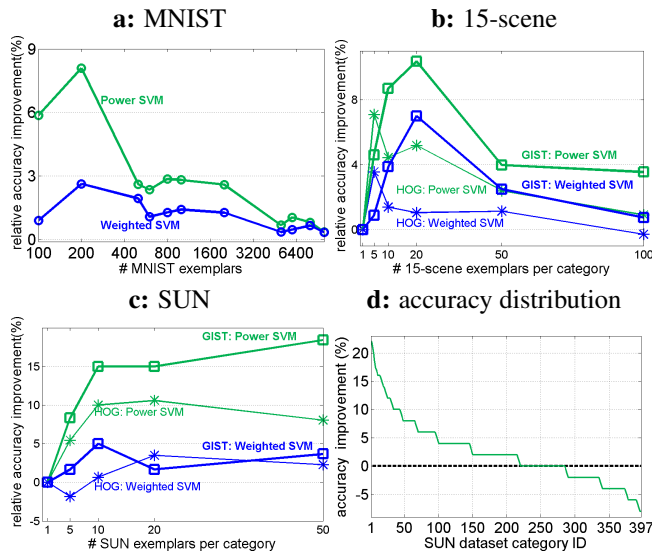 a: MNIST
relative accuracy improvement(%)
9
6
3
0
Power SVM
Weighted SVM
100 200 400 800 1600 3200 6400
# MNIST exemplars
b: 15-scene
relative accuracy improvement(%)
8
4
0
GIST: Power SVM
HOG: Power SVM
GIST: Weighted SVM
HOG: Weighted SVM
1 5 10 20 50 100
# 15-scene exemplars per category
c: SUN
relative accuracy improvement(%)
15
10
5
0
-5
GIST: Power SVM
HOG: Power SVM
GIST: Weighted SVM
HOG: Weighted SVM
1 5 10 20 50
# SUN exemplars per category
d: accuracy distribution
accuracy improvement (%)
20
15
10
5
0
-5
1 50 100 150 200 250 300 350 397
SUN dataset category ID